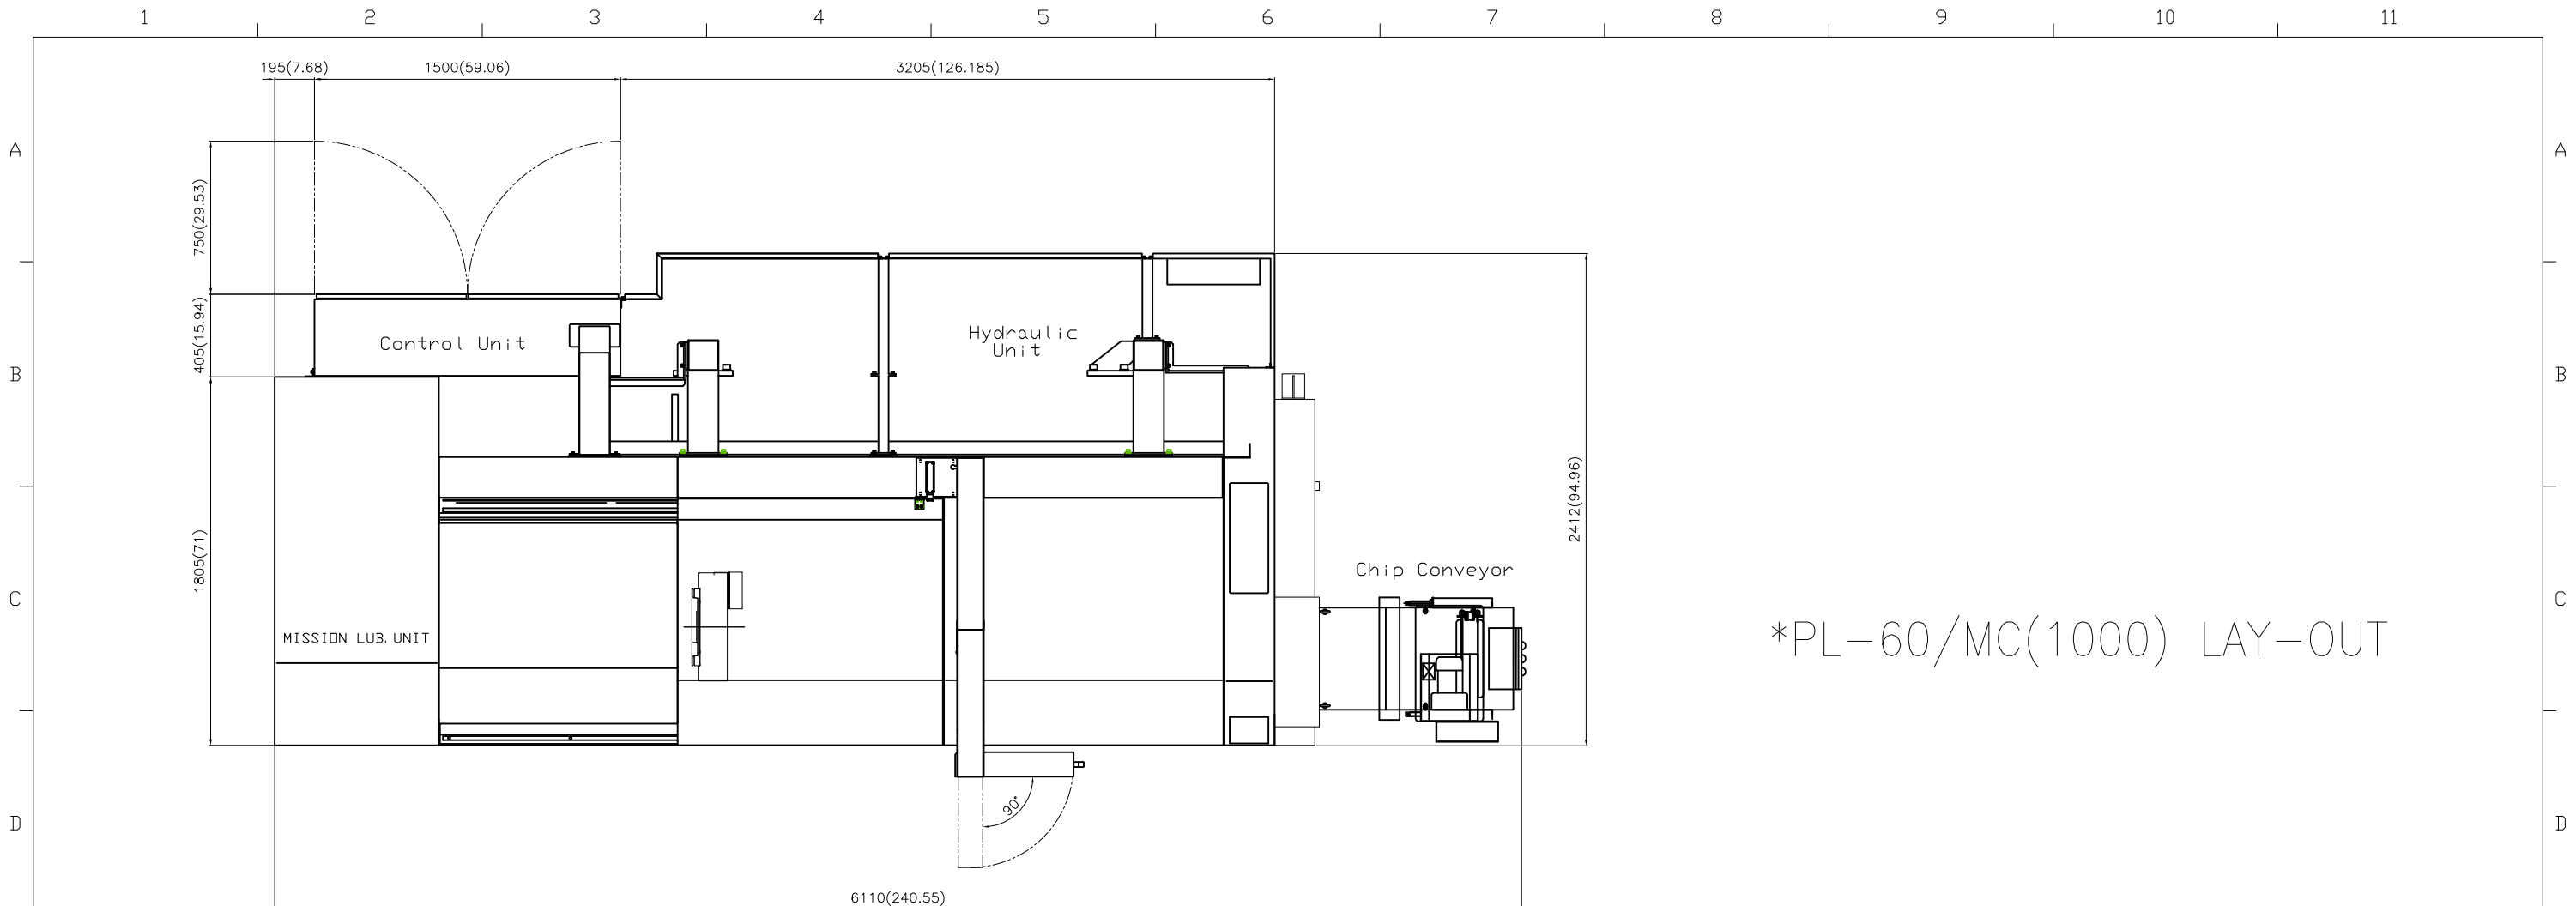 1 2 3 4 5 6 7 8 9 10 11
195(7.68) 1500(59.06) 3205(126.185)
A A
750(29.53)
405(15.94)
Control Unit
Hydraulic
Unit
B B
2412(94.96)
1805(71)
Chip Conveyor
C C
MISSION LUB. UNIT
*PL-60/MC(1000) LAY-OUT
90°
D D
6110(240.55)